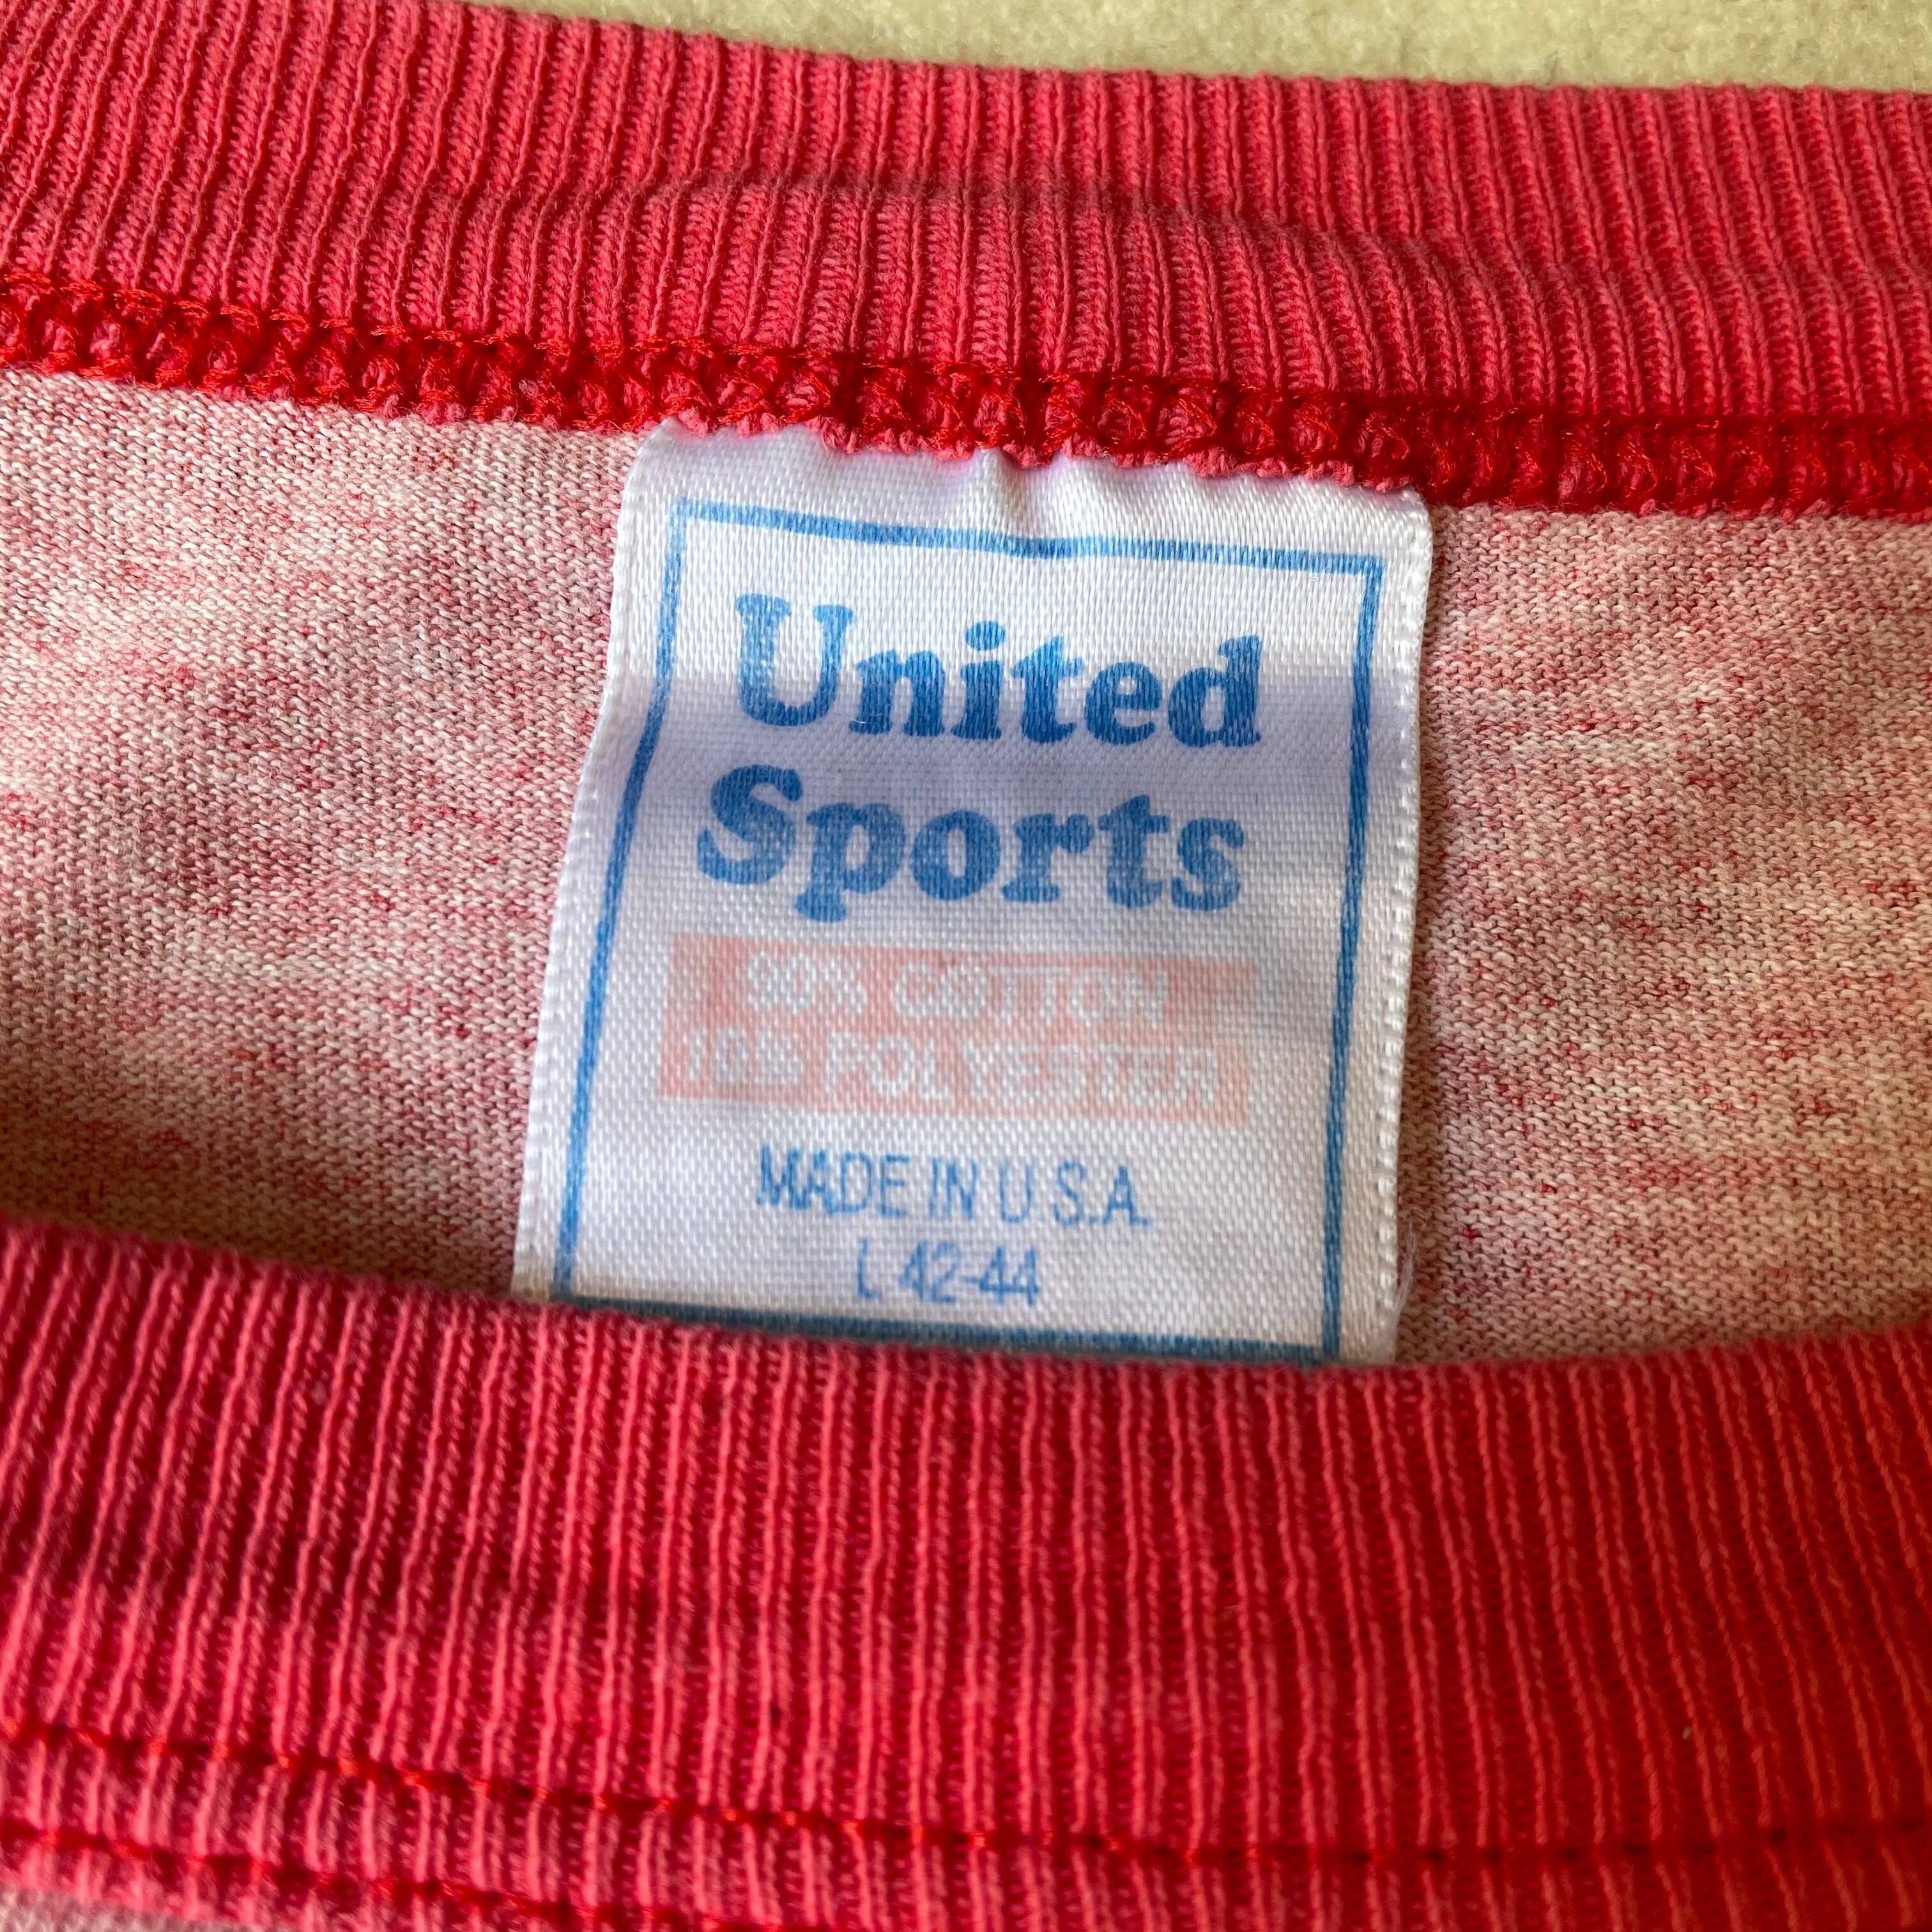 United
Sports
90% COTTON
10% POLYESTER
MADE IN U.S.A.
L 42-44